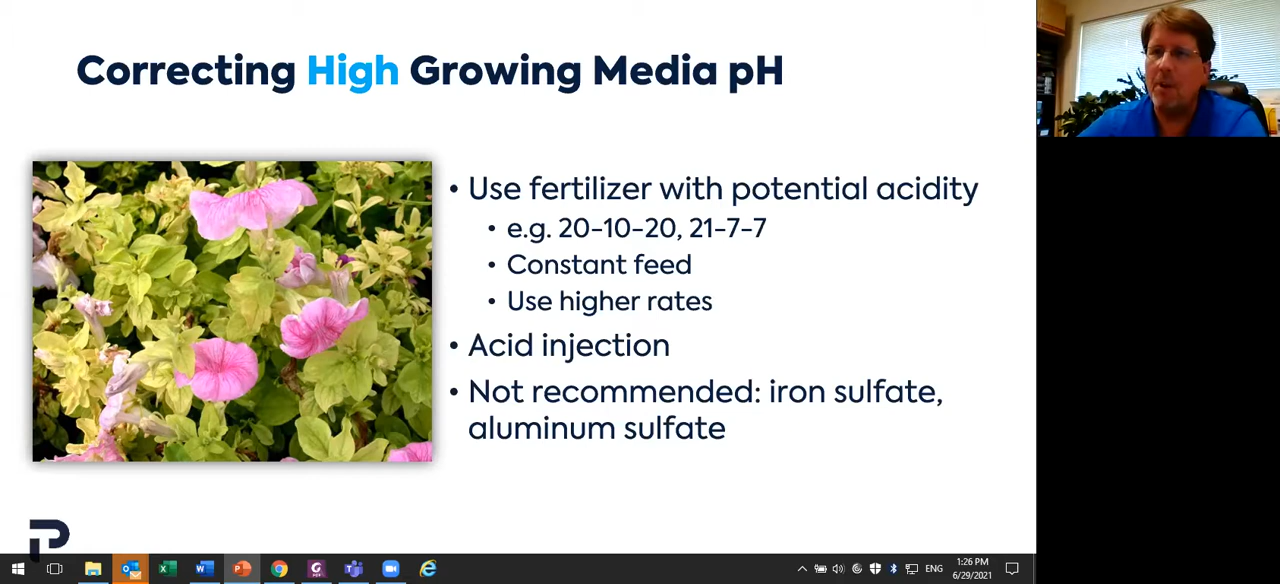 Correcting High Growing Media pH
• Use fertilizer with potential acidity
• e.g. 20-10-20, 21-7-7
• Constant feed
• Use higher rates
• Acid injection
• Not recommended: iron sulfate,
aluminum sulfate
ENG
1:26 PM
6/29/2021